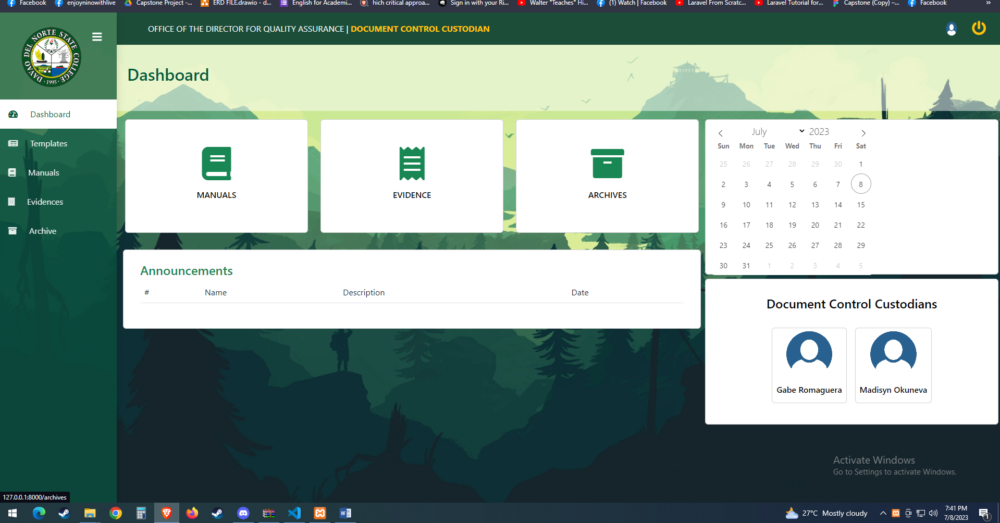 Facebook
enjoyninowithlive
Capstone Project -...
ERD FILE.drawio - d...
English for Academi...
hich critical approa...
Sign in with your Ri...
Walter "Teaches" Hi...
(1) Watch | Facebook
Laravel From Scratc...
Laravel Tutorial for...
Capstone (Copy) –...
Facebook
»
DAVAO DEL NORTE STATE COLLEGE
· 1995 ·
OFFICE OF THE DIRECTOR FOR QUALITY ASSURANCE | DOCUMENT CONTROL CUSTODIAN
Dashboard
Dashboard
Templates
Manuals
Evidences
Archive
MANUALS
EVIDENCE
ARCHIVES
July 2023
Sun Mon Tue Wed Thu Fri Sat
25 26 27 28 29 30 1
2 3 4 5 6 7 8
9 10 11 12 13 14 15
16 17 18 19 20 21 22
23 24 25 26 27 28 29
30 31 1 2 3 4 5
Announcements
# Name Description Date
Document Control Custodians
Gabe Romaguera
Madisyn Okuneva
Activate Windows
Go to Settings to activate Windows.
127.0.0.1:8000/archives
27°C Mostly cloudy
7:41 PM
7/8/2023
1